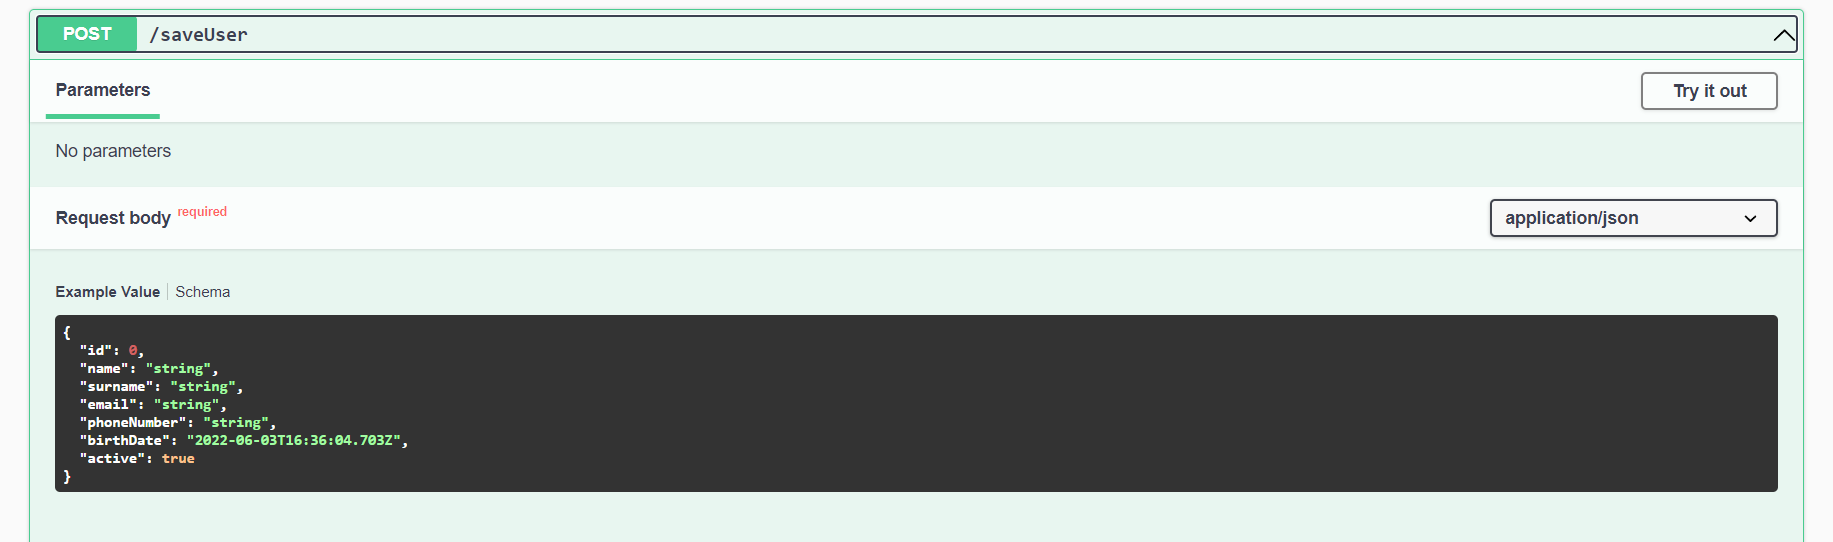 POST /saveUser
Parameters
Try it out
No parameters
Request body required
application/json
Example Value
Schema
{
  "id": 0,
  "name": "string",
  "surname": "string",
  "email": "string",
  "phoneNumber": "string",
  "birthDate": "2022-06-03T16:36:04.703Z",
  "active": true
}